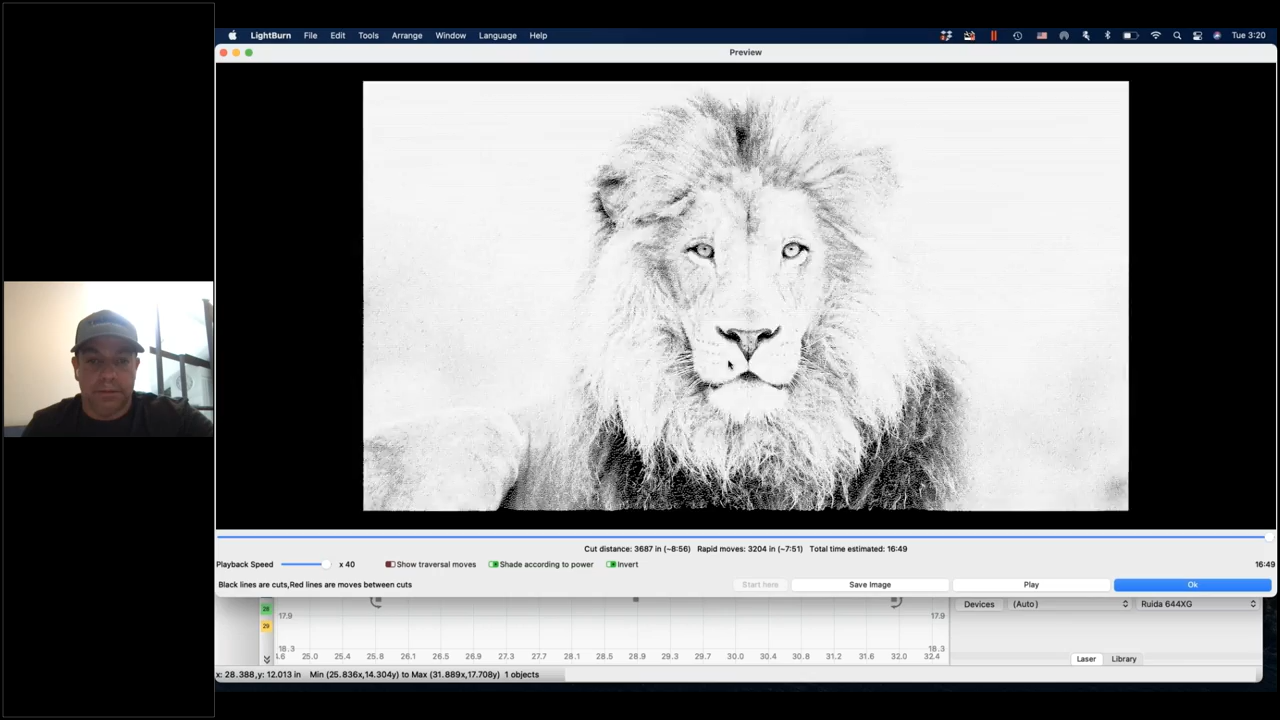 LightBurn File Edit Tools Arrange Window Language Help Tue 3:20
Preview
Cut distance: 3687 in (~8:56) Rapid moves: 3204 in (~7:51) Total time estimated: 16:49
Playback Speed x 40 Show traversal moves Shade according to power Invert 16:49
Black lines are cuts,Red lines are moves between cuts Start here Save Image Play Ok
28 Devices (Auto) Ruida 644XG
17.9 17.9
29
18.3 18.3
25.0 25.4 25.8 26.1 26.5 26.9 27.3 27.7 28.1 28.5 28.9 29.2 29.6 30.0 30.4 30.8 31.2 31.6 32.0 32.4
Laser Library
x: 28.388,y: 12.013 in Min (25.836x,14.304y) to Max (31.889x,17.708y) 1 objects